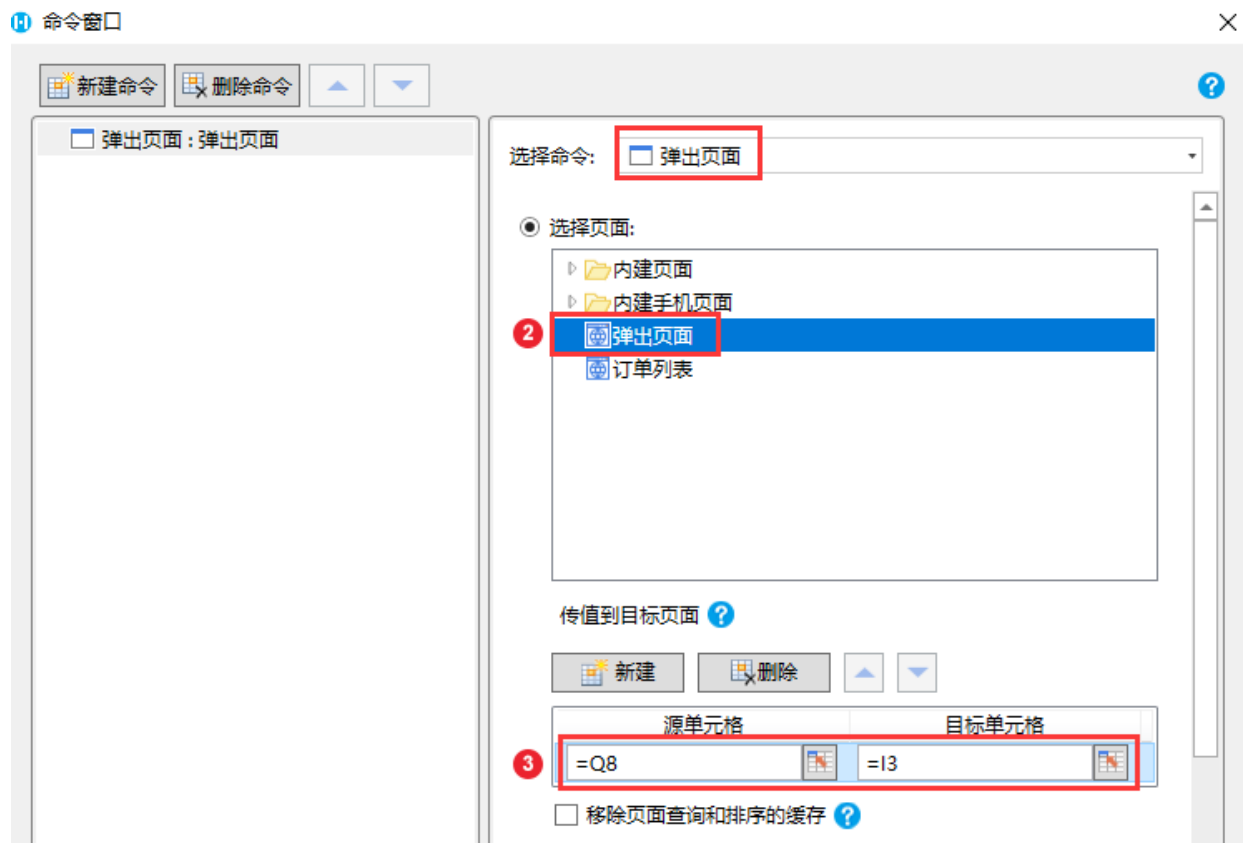 命令窗口
新建命令 删除命令
弹出页面 : 弹出页面
选择命令: 弹出页面
选择页面:
内建页面
内建手机页面
2 弹出页面
订单列表
传值到目标页面
新建 删除
源单元格 目标单元格
3 =Q8 =I3
移除页面查询和排序的缓存